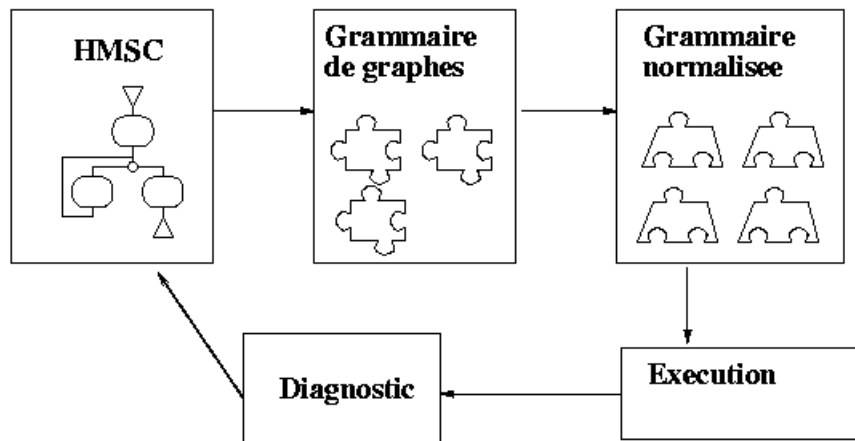 HMSC
Grammaire
de graphes
Grammaire
normalisee
Execution
Diagnostic